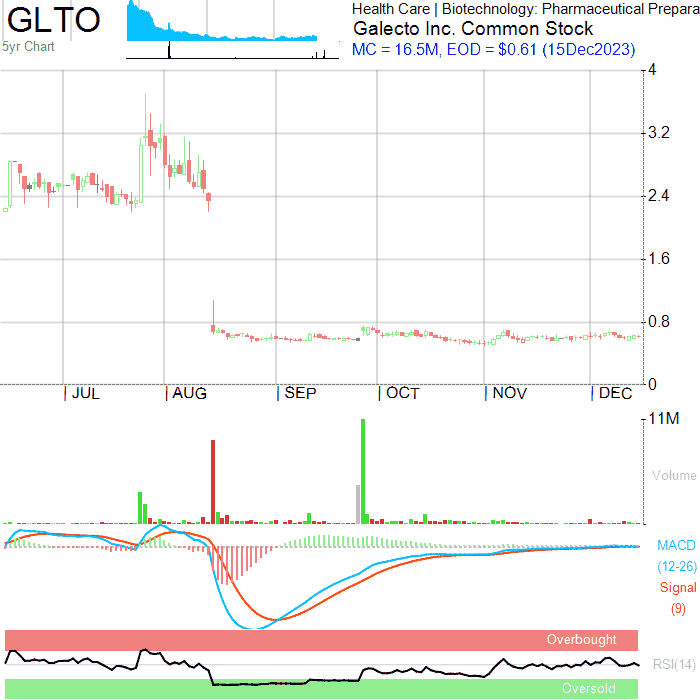 GLTO
5yr Chart
Health Care | Biotechnology: Pharmaceutical Prepara
Galecto Inc. Common Stock
MC = 16.5M, EOD = $0.61 (15Dec2023)
4
3.2
2.4
1.6
0.8
0
JUL AUG SEP OCT NOV DEC
11M
Volume
MACD
(12-26)
Signal
(9)
Overbought
RSI(14)
Oversold